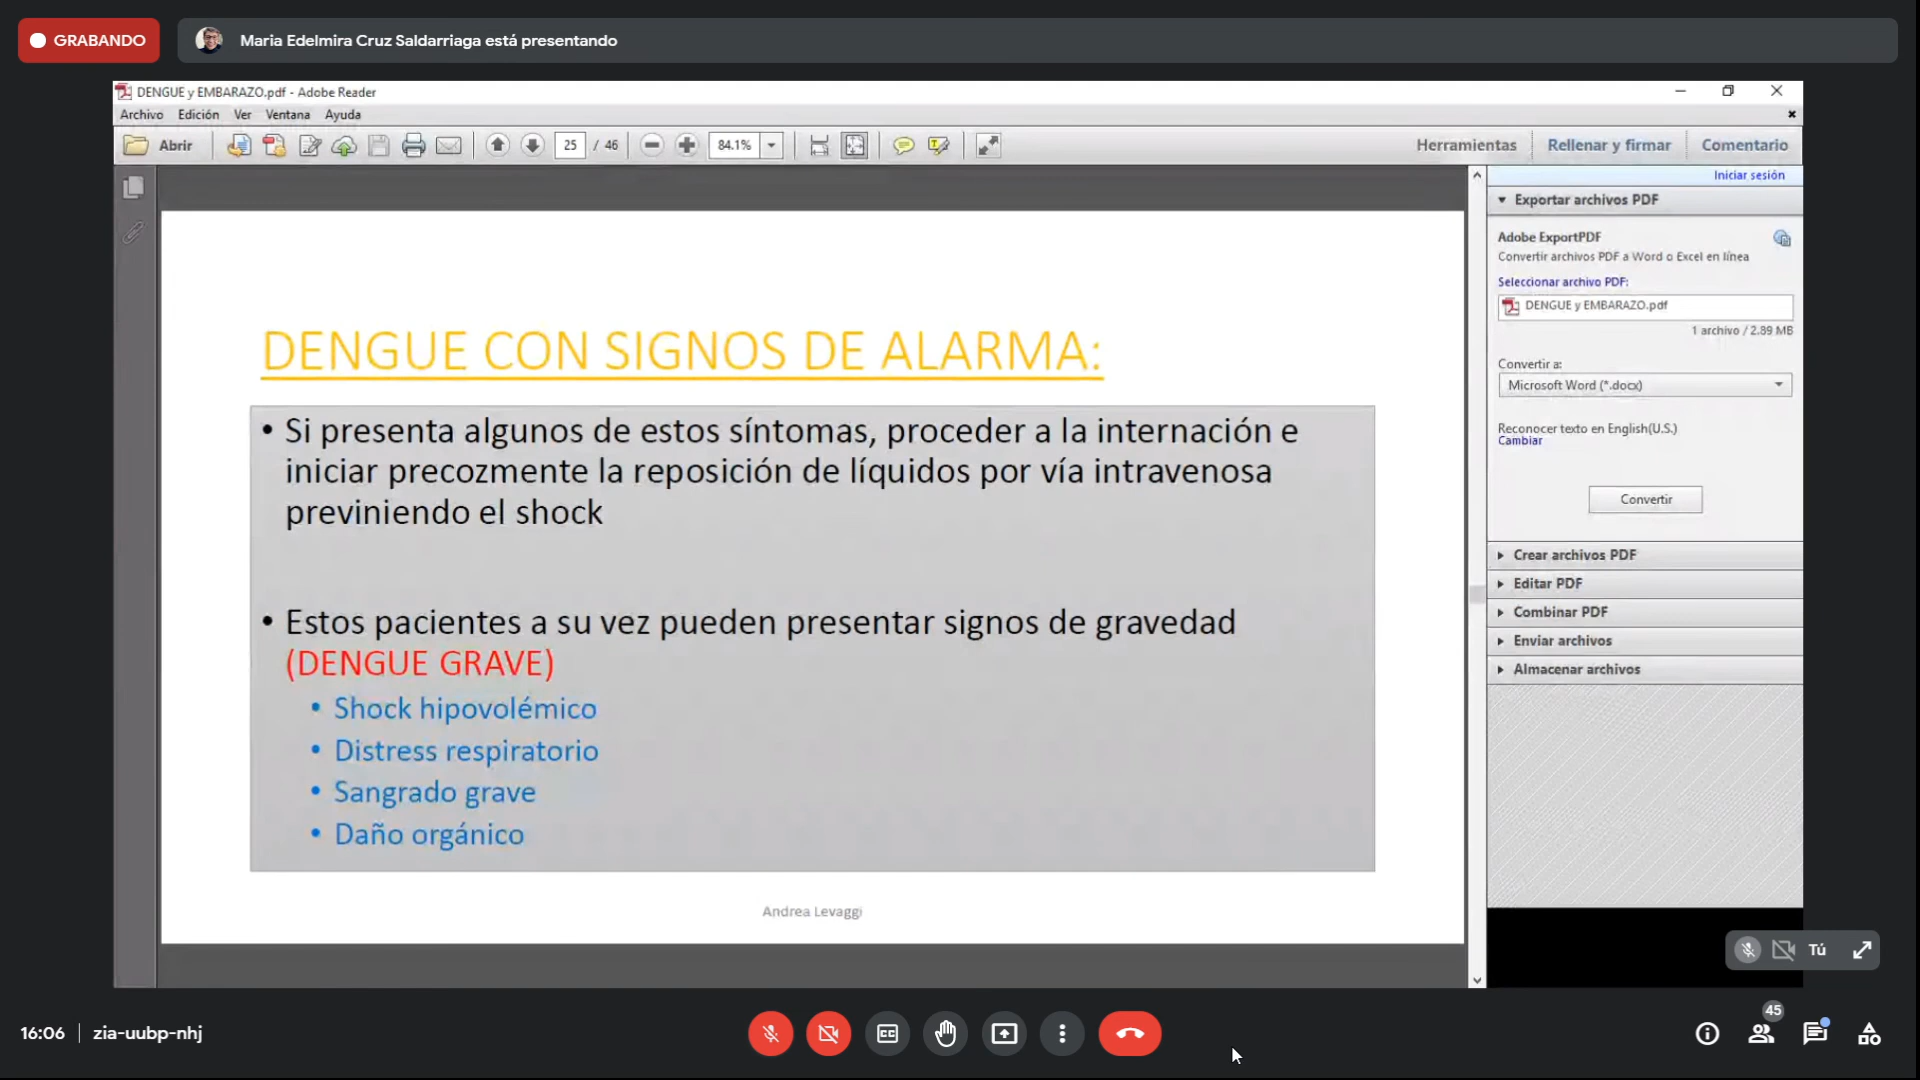 GRABANDO
Maria Edelmira Cruz Saldarriaga está presentando
DENGUE y EMBARAZO.pdf - Adobe Reader
Archivo Edición Ver Ventana Ayuda
Abrir 25 / 46 84.1% Herramientas Rellenar y firmar Comentario
Iniciar sesión
Exportar archivos PDF
Adobe ExportPDF
Convertir archivos PDF a Word o Excel en línea
Seleccionar archivo PDF:
DENGUE y EMBARAZO.pdf
1 archivo / 2.89 MB
Convertir a:
Microsoft Word (*.docx)
Reconocer texto en English(U.S.)
Cambiar
Convertir
Crear archivos PDF
Editar PDF
Combinar PDF
Enviar archivos
Almacenar archivos
DENGUE CON SIGNOS DE ALARMA:
• Si presenta algunos de estos síntomas, proceder a la internación e
iniciar precozmente la reposición de líquidos por vía intravenosa
previniendo el shock
• Estos pacientes a su vez pueden presentar signos de gravedad
(DENGUE GRAVE)
• Shock hipovolémico
• Distress respiratorio
• Sangrado grave
• Daño orgánico
Andrea Levaggi
Tú
16:06 | zia-uubp-nhj
45